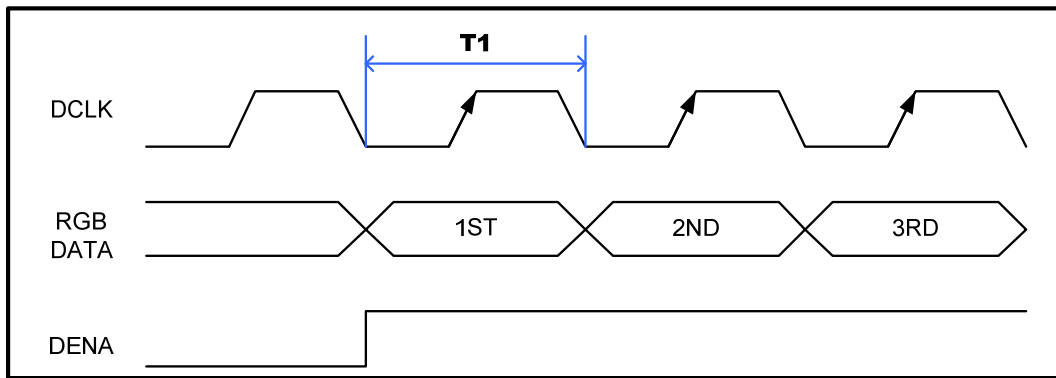 T1
DCLK
RGB
DATA
1ST
2ND
3RD
DENA